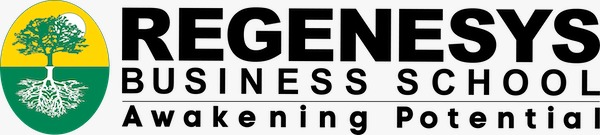 REGENESYS
BUSINESS SCHOOL
Awakening Potential